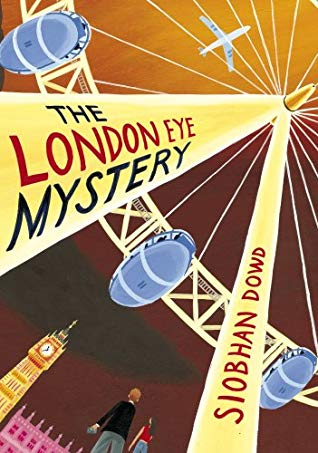 THE
LONDON EYE
MYSTERY
SIOBHAN DOWD